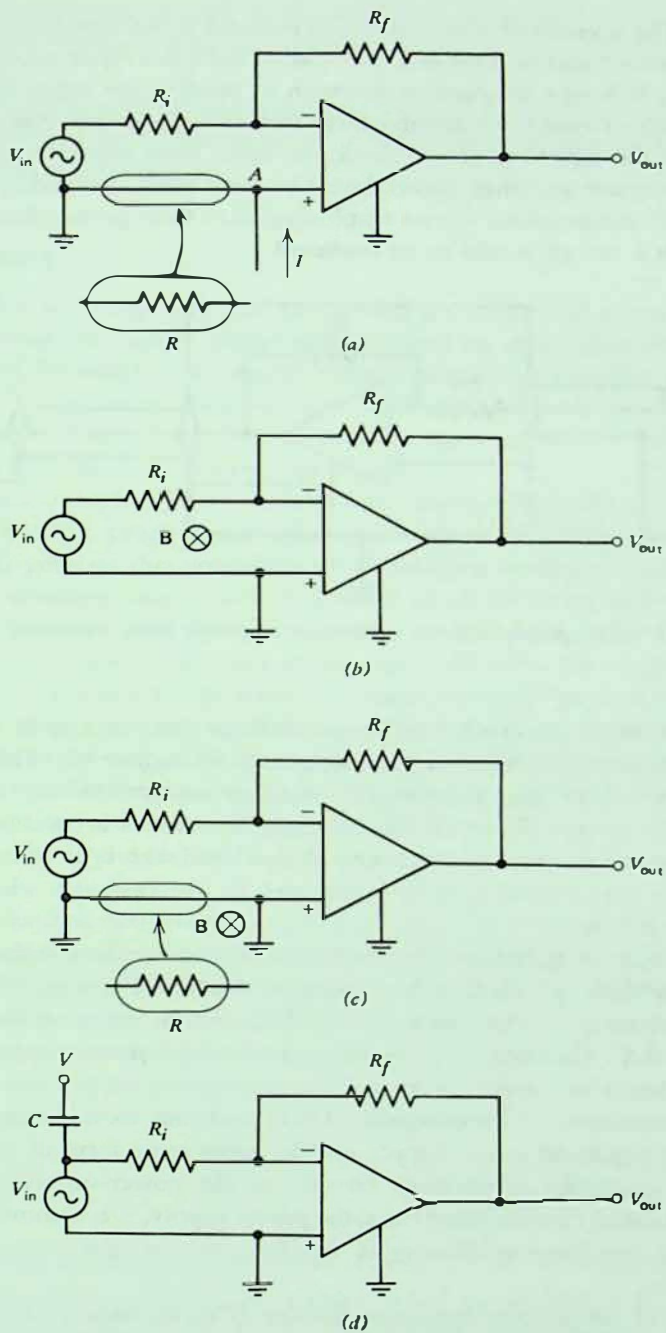 R_f
R_i
V_in
−
V_out
A
+
I
R
(a)
R_f
R_i
−
V_in
B
V_out
+
(b)
R_f
R_i
−
V_in
V_out
B
+
R
(c)
V
R_f
C
R_i
−
V_in
V_out
+
(d)